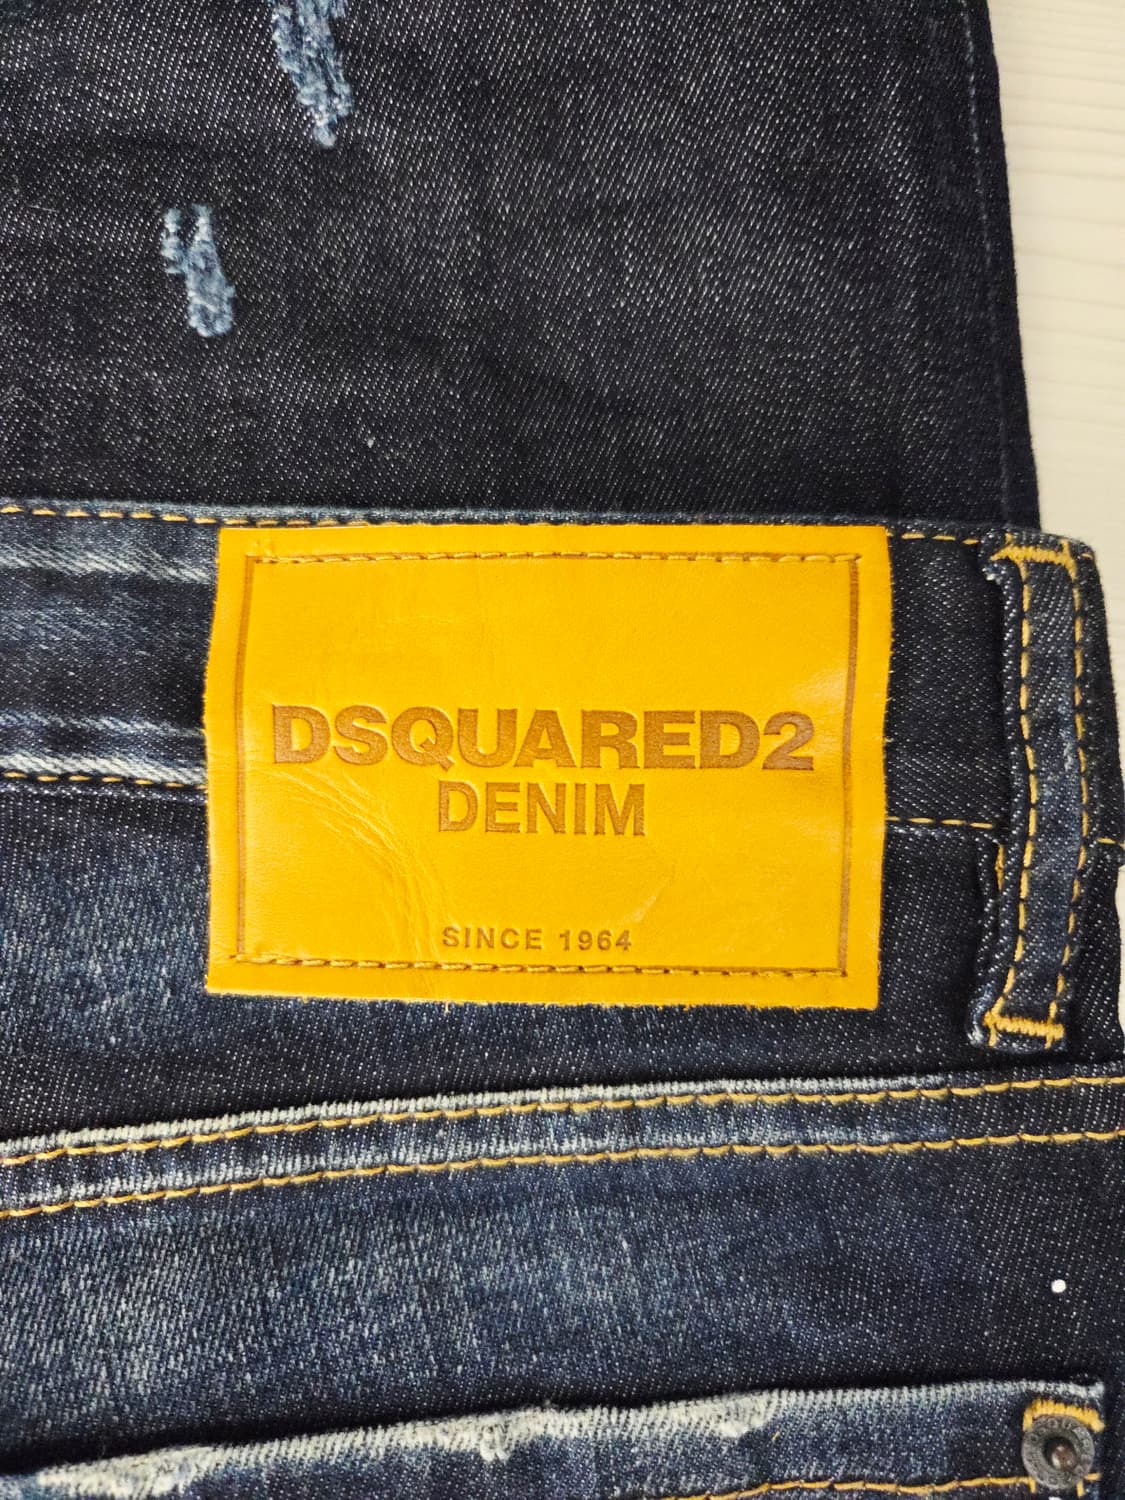 DSQUARED2
DENIM
SINCE 1964